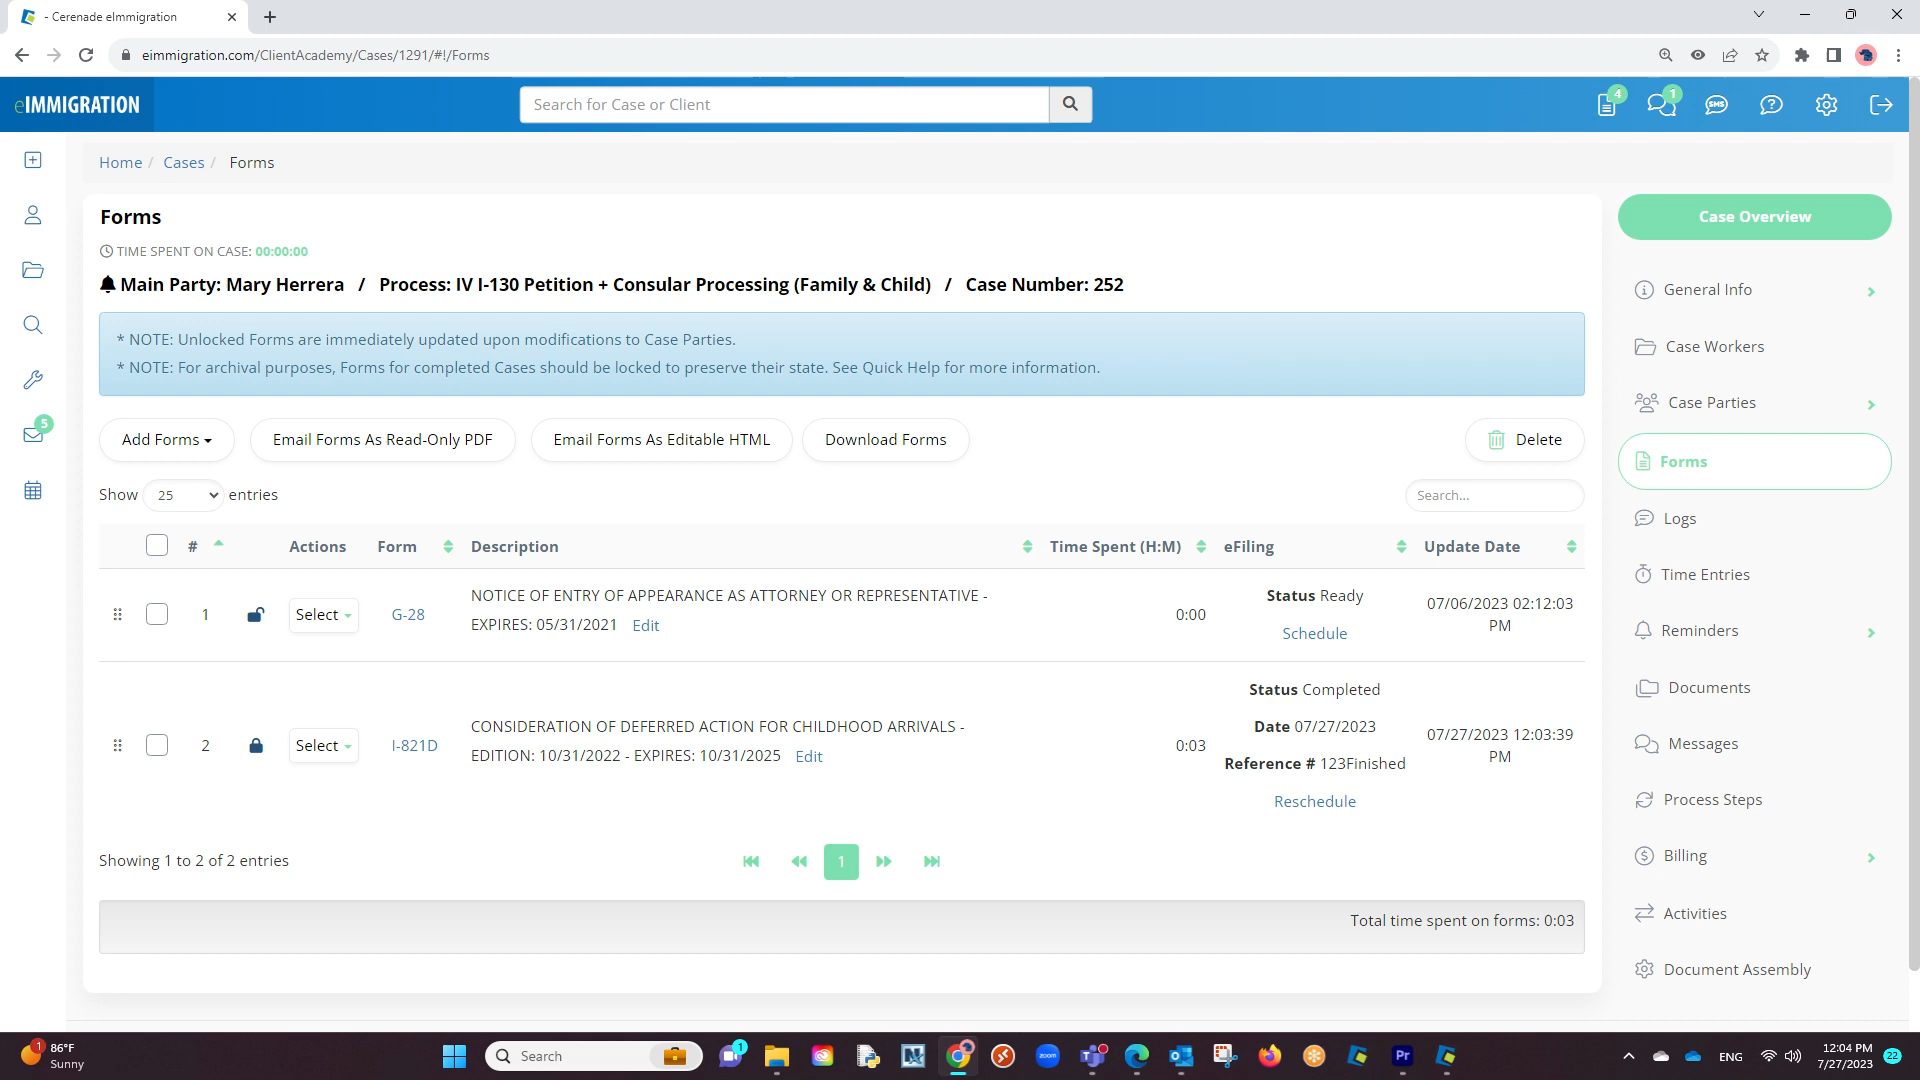 - Cerenade eImmigration
eimmigration.com/ClientAcademy/Cases/1291/#!/Forms
eIMMIGRATION
Search for Case or Client
4
1
SMS
Home / Cases / Forms
Forms
TIME SPENT ON CASE: 00:00:00
Main Party: Mary Herrera / Process: IV I-130 Petition + Consular Processing (Family & Child) / Case Number: 252
* NOTE: Unlocked Forms are immediately updated upon modifications to Case Parties.
* NOTE: For archival purposes, Forms for completed Cases should be locked to preserve their state. See Quick Help for more information.
5
Add Forms
Email Forms As Read-Only PDF
Email Forms As Editable HTML
Download Forms
Delete
Show 25 entries
Search...
# Actions Form Description Time Spent (H:M) eFiling Update Date
1 Select G-28
NOTICE OF ENTRY OF APPEARANCE AS ATTORNEY OR REPRESENTATIVE -
EXPIRES: 05/31/2021 Edit
0:00
Status Ready
Schedule
07/06/2023 02:12:03
PM
2 Select I-821D
CONSIDERATION OF DEFERRED ACTION FOR CHILDHOOD ARRIVALS -
EDITION: 10/31/2022 - EXPIRES: 10/31/2025 Edit
0:03
Status Completed
Date 07/27/2023
Reference # 123Finished
Reschedule
07/27/2023 12:03:39
PM
Showing 1 to 2 of 2 entries
1
Total time spent on forms: 0:03
Case Overview
General Info
Case Workers
Case Parties
Forms
Logs
Time Entries
Reminders
Documents
Messages
Process Steps
Billing
Activities
Document Assembly
1
86°F
Sunny
Search
1
zoom
Pr
ENG
12:04 PM
7/27/2023
22